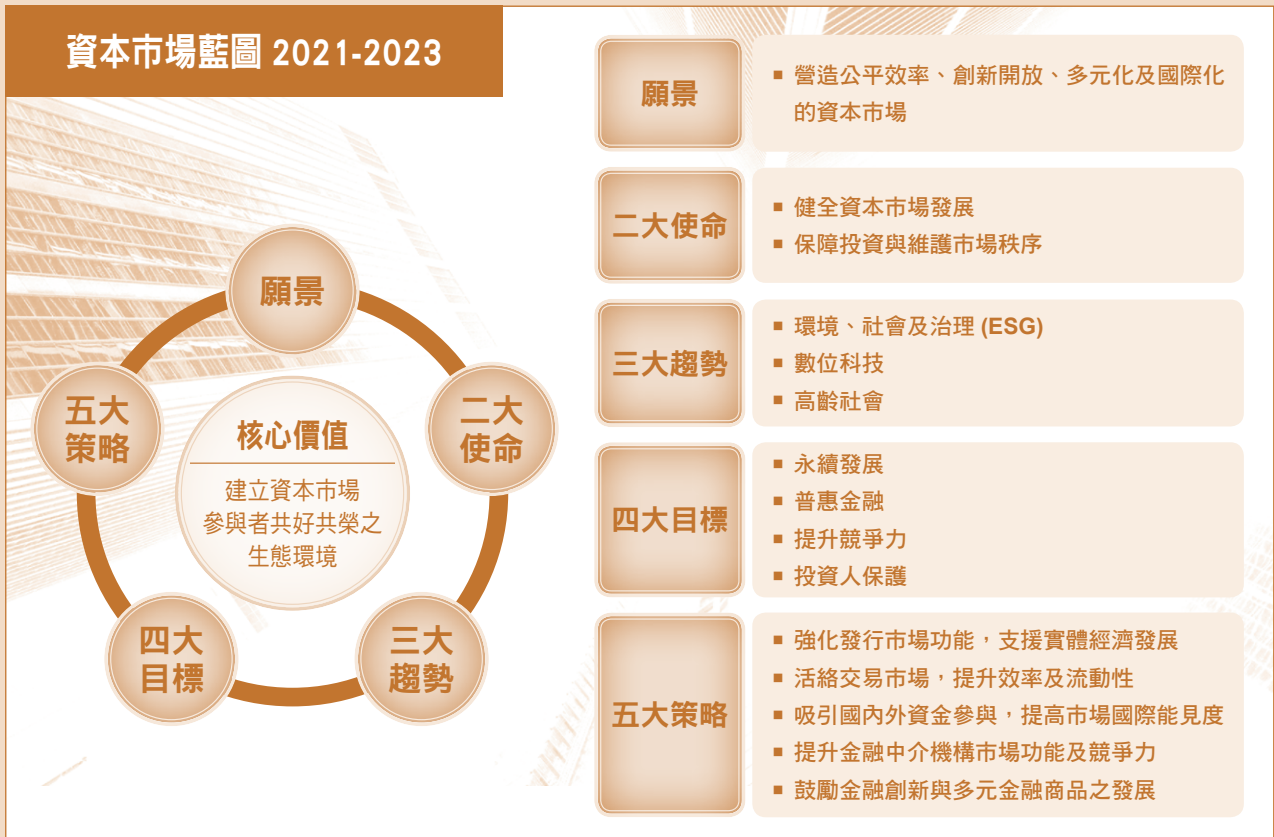 資本市場藍圖 2021-2023
願景
二大
使命
三大
趨勢
四大
目標
五大
策略
核心價值
建立資本市場
參與者共好共榮之
生態環境
願景
■ 營造公平效率、創新開放、多元化及國際化
的資本市場
二大使命
■ 健全資本市場發展
■ 保障投資與維護市場秩序
三大趨勢
■ 環境、社會及治理 (ESG)
■ 數位科技
■ 高齡社會
四大目標
■ 永續發展
■ 普惠金融
■ 提升競爭力
■ 投資人保護
五大策略
■ 強化發行市場功能，支援實體經濟發展
■ 活絡交易市場，提升效率及流動性
■ 吸引國內外資金參與，提高市場國際能見度
■ 提升金融中介機構市場功能及競爭力
■ 鼓勵金融創新與多元金融商品之發展